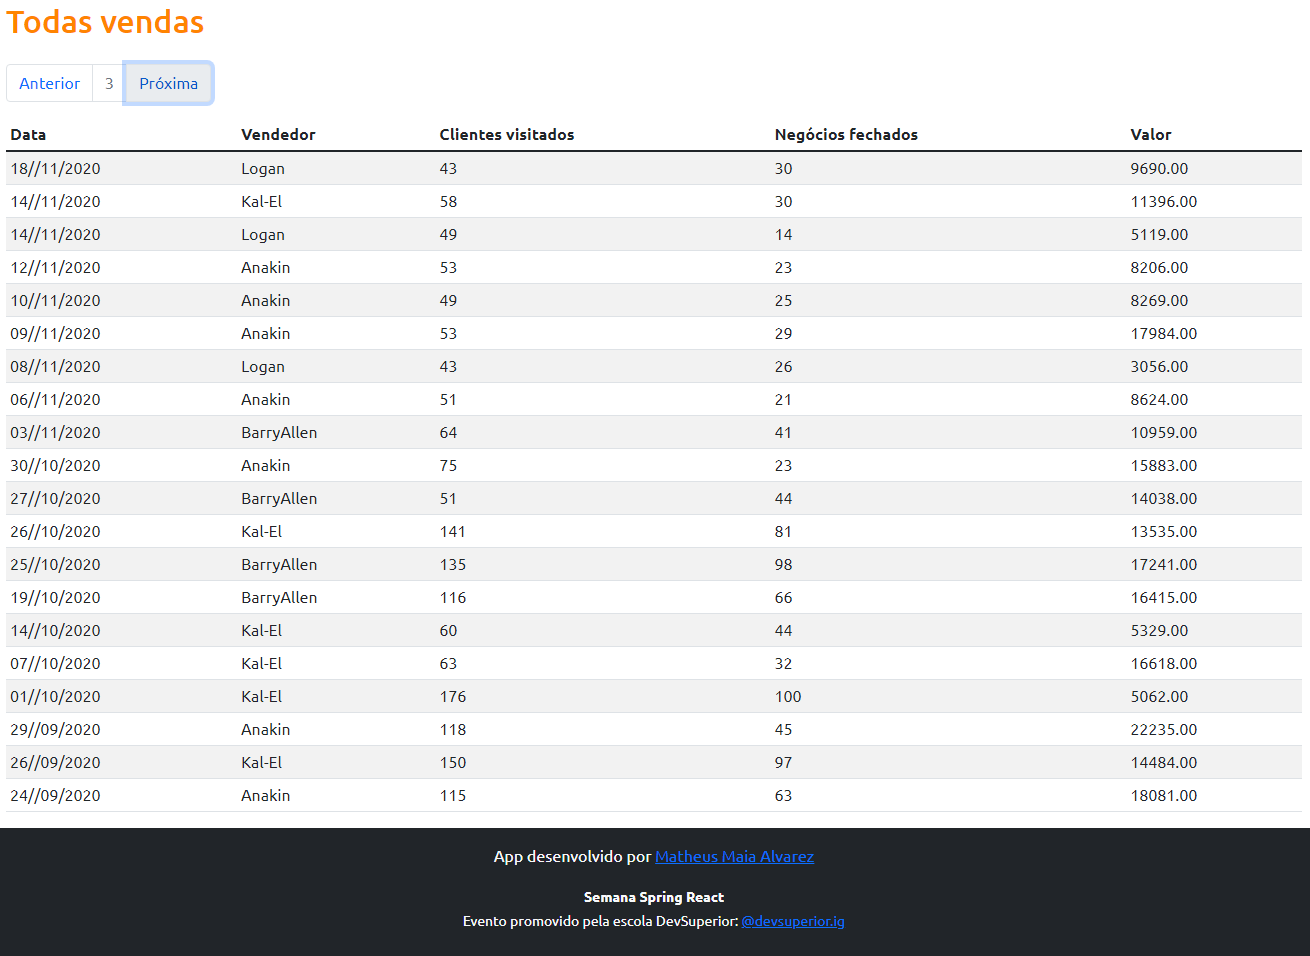 Todas vendas
Anterior 3 Próxima
Data Vendedor Clientes visitados Negócios fechados Valor
18//11/2020 Logan 43 30 9690.00
14//11/2020 Kal-El 58 30 11396.00
14//11/2020 Logan 49 14 5119.00
12//11/2020 Anakin 53 23 8206.00
10//11/2020 Anakin 49 25 8269.00
09//11/2020 Anakin 53 29 17984.00
08//11/2020 Logan 43 26 3056.00
06//11/2020 Anakin 51 21 8624.00
03//11/2020 BarryAllen 64 41 10959.00
30//10/2020 Anakin 75 23 15883.00
27//10/2020 BarryAllen 51 44 14038.00
26//10/2020 Kal-El 141 81 13535.00
25//10/2020 BarryAllen 135 98 17241.00
19//10/2020 BarryAllen 116 66 16415.00
14//10/2020 Kal-El 60 44 5329.00
07//10/2020 Kal-El 63 32 16618.00
01//10/2020 Kal-El 176 100 5062.00
29//09/2020 Anakin 118 45 22235.00
26//09/2020 Kal-El 150 97 14484.00
24//09/2020 Anakin 115 63 18081.00
App desenvolvido por Matheus Maia Alvarez
Semana Spring React
Evento promovido pela escola DevSuperior: @devsuperior.ig